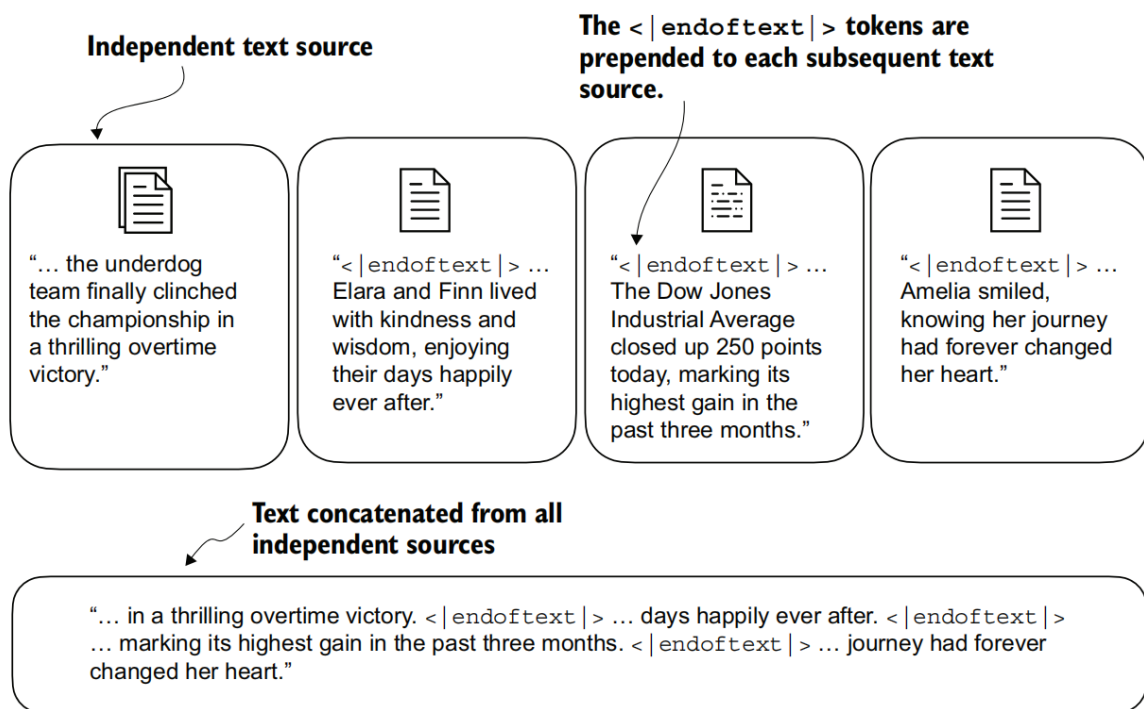 Independent text source
The <|endoftext|> tokens are
prepended to each subsequent text
source.
“… the underdog
team finally clinched
the championship in
a thrilling overtime
victory.”
“<|endoftext|> …
Elara and Finn lived
with kindness and
wisdom, enjoying
their days happily
ever after.”
“<|endoftext|> …
The Dow Jones
Industrial Average
closed up 250 points
today, marking its
highest gain in the
past three months.”
“<|endoftext|> …
Amelia smiled,
knowing her journey
had forever changed
her heart.”
Text concatenated from all
independent sources
“… in a thrilling overtime victory. <|endoftext|> … days happily ever after. <|endoftext|>
… marking its highest gain in the past three months. <|endoftext|> … journey had forever
changed her heart.”